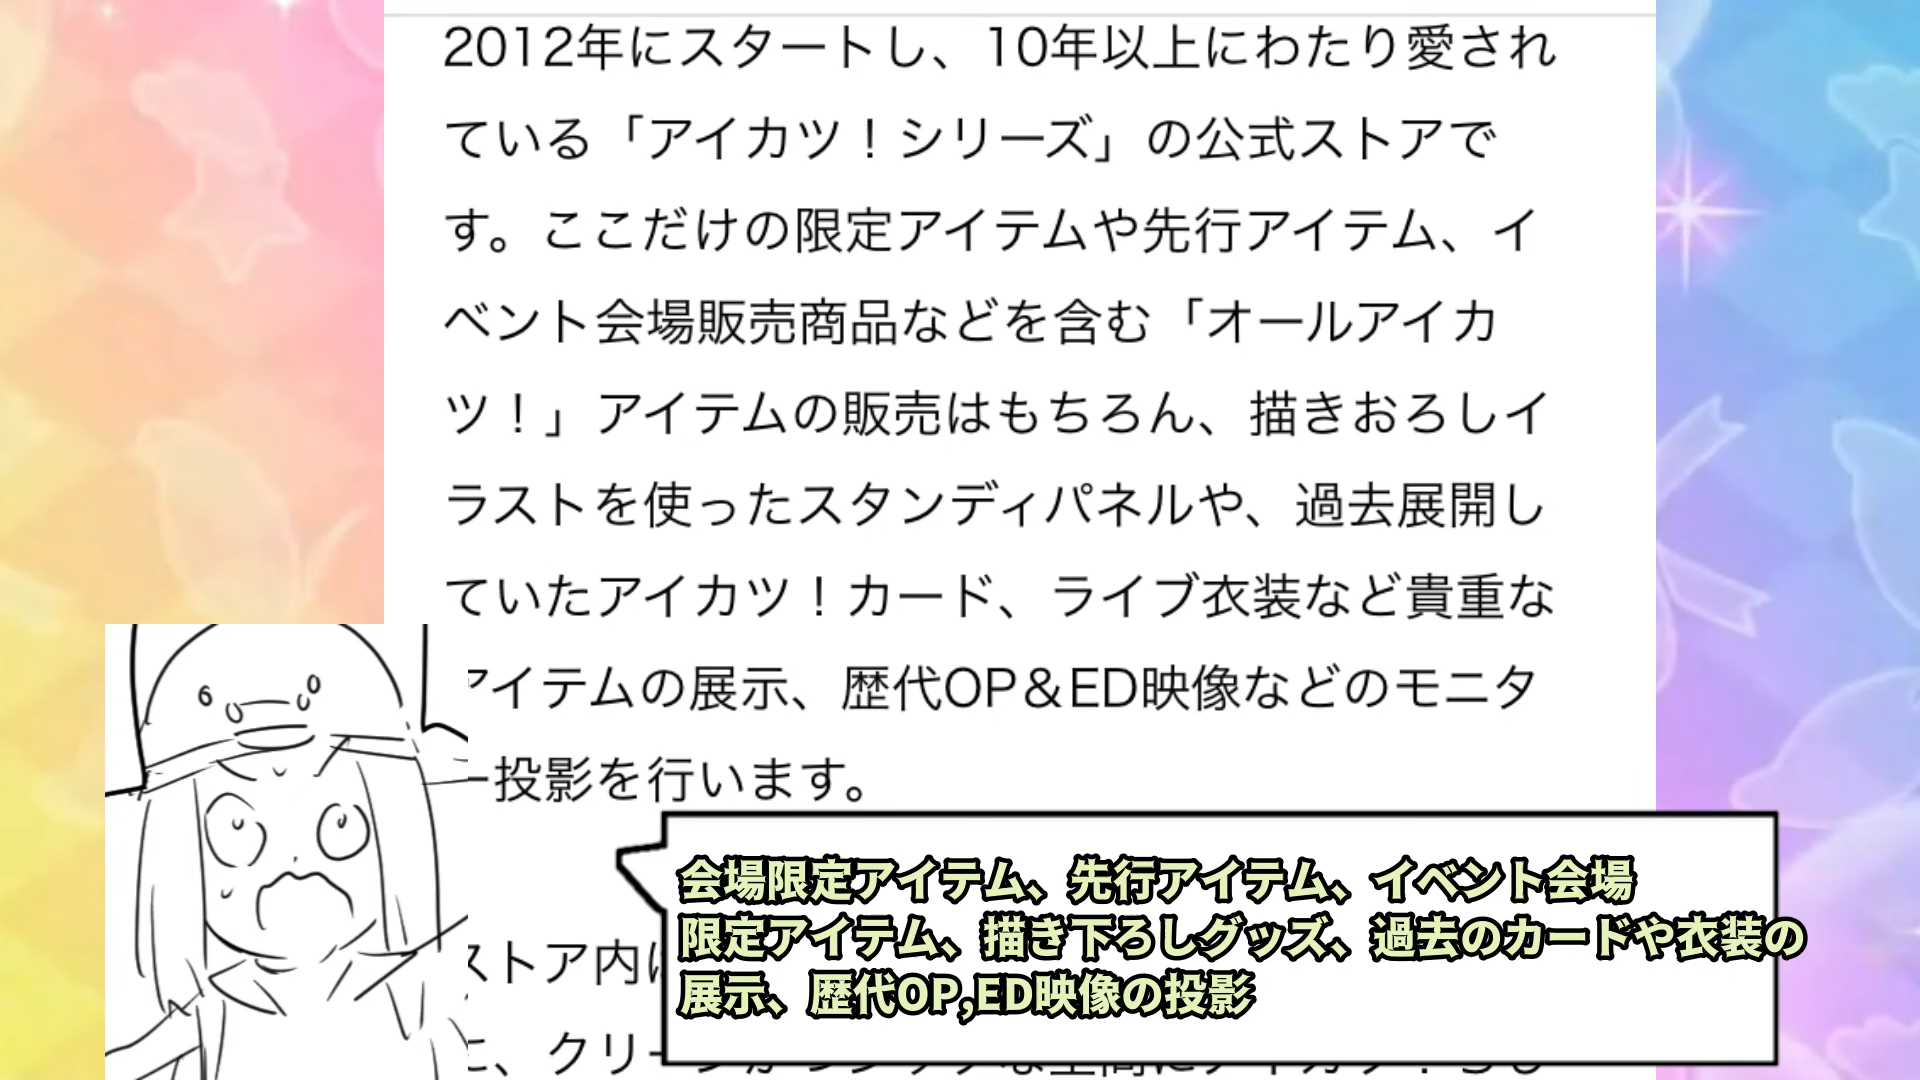 2012年にスタートし、10年以上にわたり愛され
ている「アイカツ！シリーズ」の公式ストアで
す。ここだけの限定アイテムや先行アイテム、イ
ベント会場販売商品などを含む「オールアイカ
ツ！」アイテムの販売はもちろん、描きおろしイ
ラストを使ったスタンディパネルや、過去展開し
ていたアイカツ！カード、ライブ衣装など貴重な
アイテムの展示、歴代OP＆ED映像などのモニタ
ー投影を行います。
ストア内
に、クリ
会場限定アイテム、先行アイテム、イベント会場
限定アイテム、描き下ろしグッズ、過去のカードや衣装の
展示、歴代OP,ED映像の投影